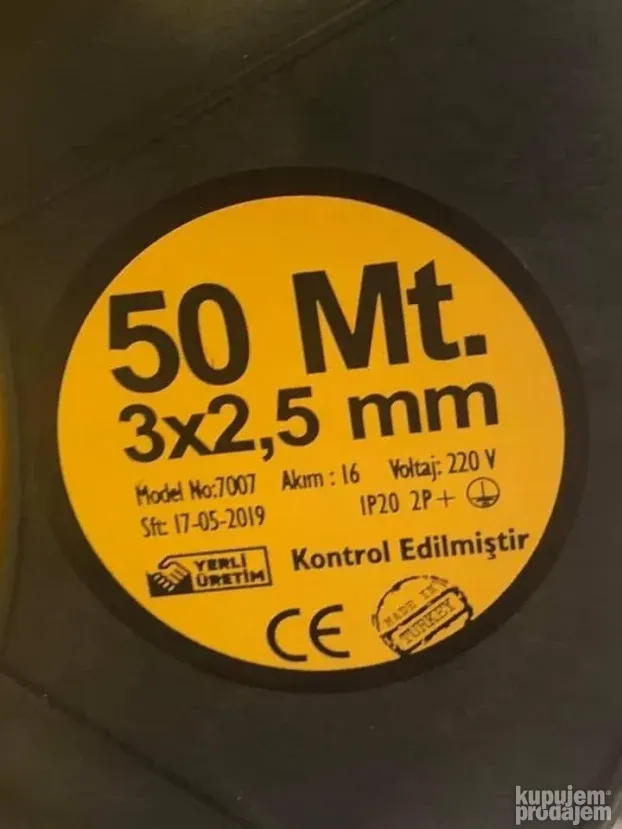 50 Mt.
3x2,5 mm
Model No:7007 Akım : 16 Voltaj: 220 V
Sft: 17-05-2019 IP20 2P +
YERLİ
ÜRETİM
Kontrol Edilmiştir
CE
MADE IN
TURKEY
kupujem
prodajem